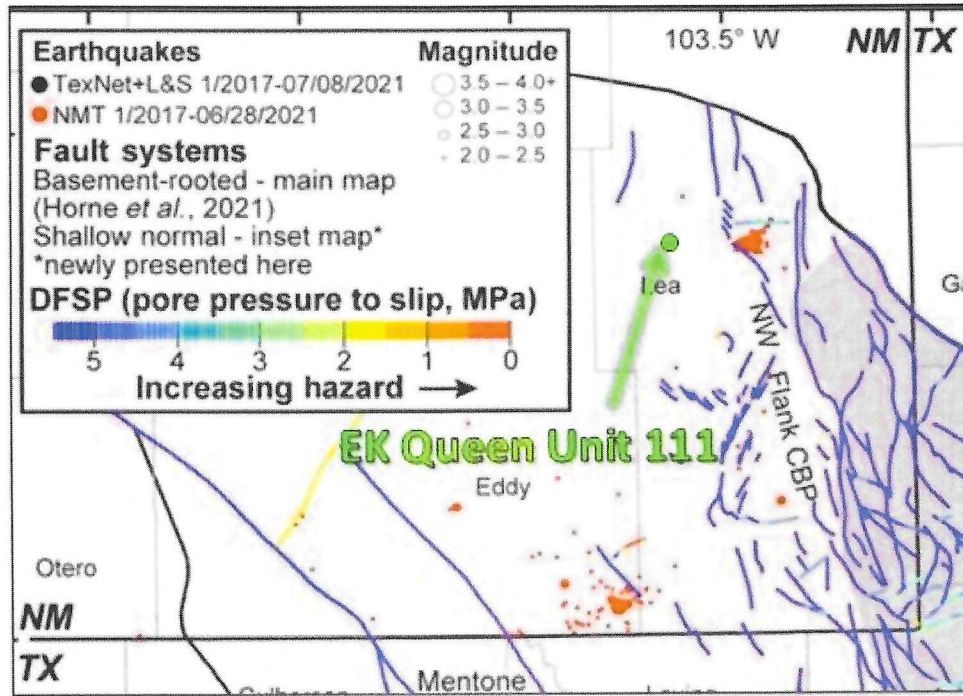 Earthquakes
TexNet+L&S 1/2017-07/08/2021
NMT 1/2017-06/28/2021
Fault systems
Basement-rooted - main map
(Horne et al., 2021)
Shallow normal - inset map*
*newly presented here
DFSP (pore pressure to slip, MPa)
5 4 3 2 1 0
Increasing hazard →
Magnitude
3.5 – 4.0+
3.0 – 3.5
2.5 – 3.0
2.0 – 2.5
103.5° W
NM TX
Lea
NW Flank CBP
EK Queen Unit 111
Eddy
Otero
NM
TX
Mentone